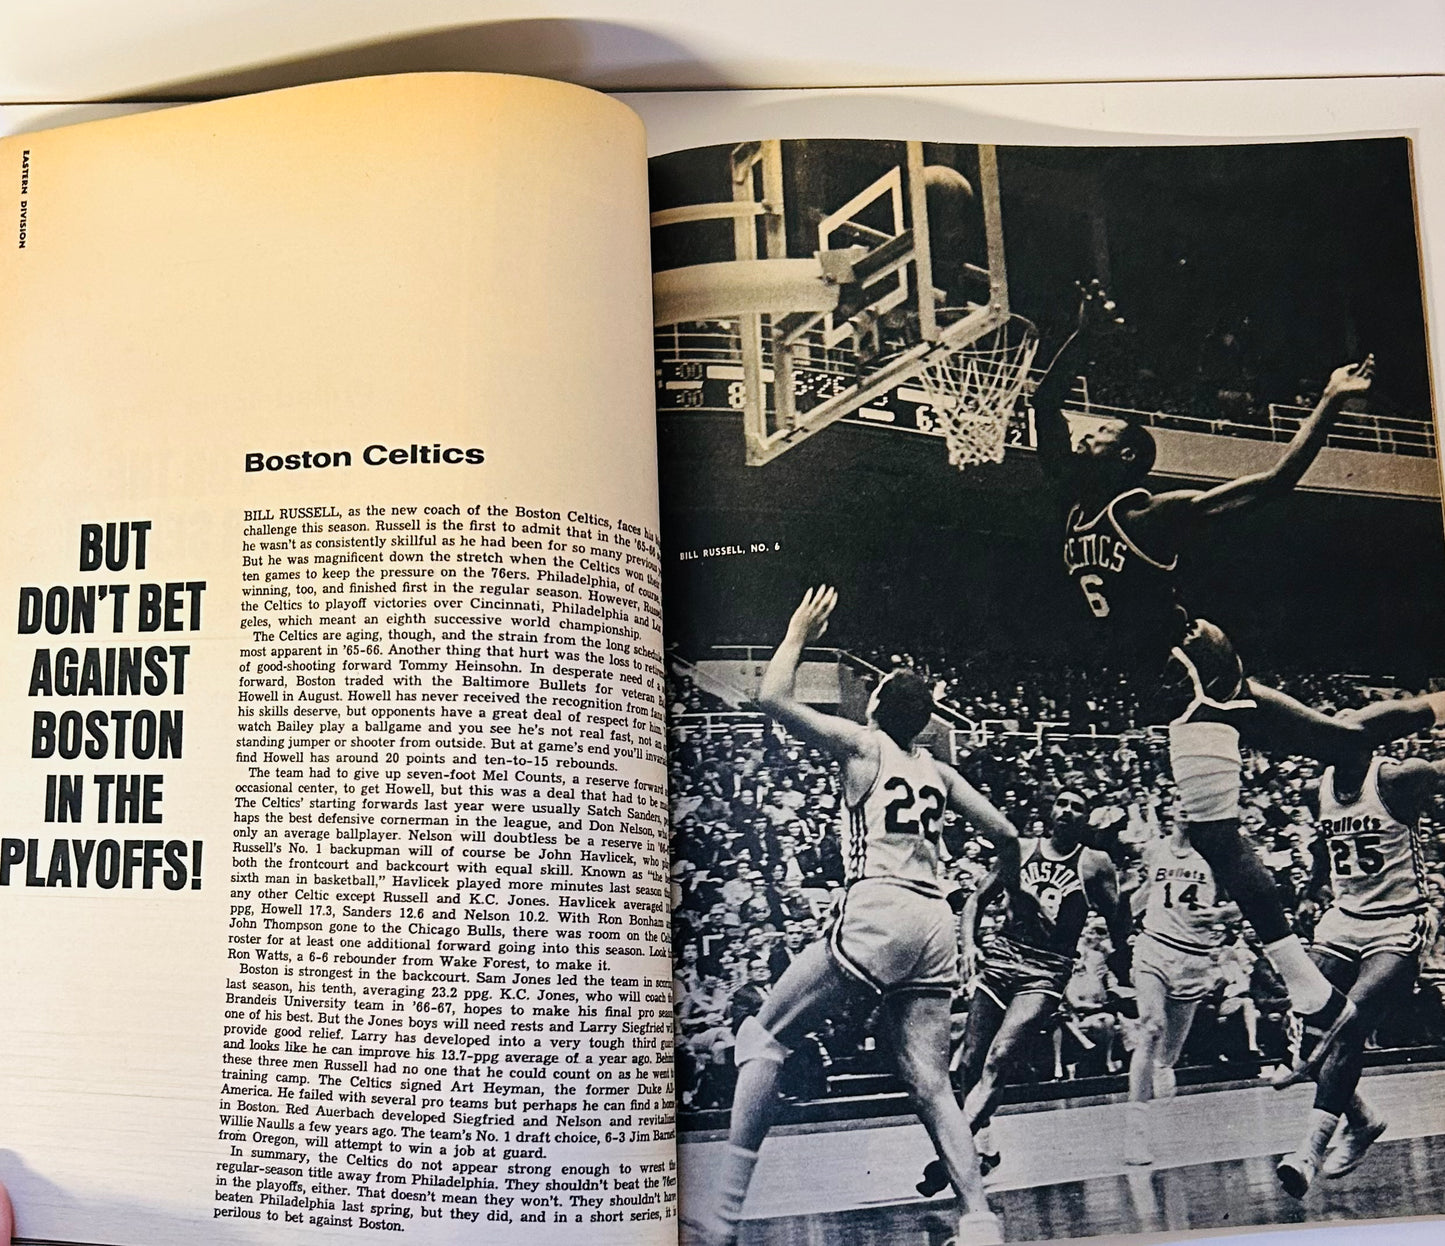 EASTERN DIVISION
BUT
DON'T BET
AGAINST
BOSTON
IN THE
PLAYOFFS!
Boston Celtics
BILL RUSSELL, as the new coach of the Boston Celtics, faces his
challenge this season. Russell is the first to admit that in the '65-66
he wasn't as consistently skillful as he had been for so many previous
But he was magnificent down the stretch when the Celtics won their
ten games to keep the pressure on the 76ers. Philadelphia, of course,
winning, too, and finished first in the regular season. However, Russell
the Celtics to playoff victories over Cincinnati, Philadelphia and Los
geles, which meant an eighth successive world championship.
The Celtics are aging, though, and the strain from the long schedule
most apparent in '65-66. Another thing that hurt was the loss to
of good-shooting forward Tommy Heinsohn. In desperate need of a
forward, Boston traded with the Baltimore Bullets for veteran
Howell in August. Howell has never received the recognition from fans
his skills deserve, but opponents have a great deal of respect for him.
watch Bailey play a ballgame and you see he's not real fast, not an
standing jumper or shooter from outside. But at game's end you'll
find Howell has around 20 points and ten-to-15 rebounds.
The team had to give up seven-foot Mel Counts, a reserve forward
occasional center, to get Howell, but this was a deal that had to be
The Celtics' starting forwards last year were usually Satch Sanders,
haps the best defensive cornerman in the league, and Don Nelson,
only an average ballplayer. Nelson will doubtless be a reserve in
Russell's No. 1 backupman will of course be John Havlicek, who
both the frontcourt and backcourt with equal skill. Known as "the
sixth man in basketball," Havlicek played more minutes last season
any other Celtic except Russell and K.C. Jones. Havlicek averaged
ppg, Howell 17.3, Sanders 12.6 and Nelson 10.2. With Ron Bonham
John Thompson gone to the Chicago Bulls, there was room on the
roster for at least one additional forward going into this season. Look
Ron Watts, a 6-6 rebounder from Wake Forest, to make it.
Boston is strongest in the backcourt. Sam Jones led the team in scoring
last season, his tenth, averaging 23.2 ppg. K.C. Jones, who will coach
Brandeis University team in '66-67, hopes to make his final pro season
one of his best. But the Jones boys will need rests and Larry Siegfried
provide good relief. Larry has developed into a very tough third guard
and looks like he can improve his 13.7-ppg average of a year ago. Behind
these three men Russell had no one that he could count on as he went
training camp. The Celtics signed Art Heyman, the former Duke All-
America. He failed with several pro teams but perhaps he can find a home
in Boston. Red Auerbach developed Siegfried and Nelson and revitalized
Willie Naulls a few years ago. The team's No. 1 draft choice, 6-3 Jim Barnett
from Oregon, will attempt to win a job at guard.
In summary, the Celtics do not appear strong enough to wrest
regular-season title away from Philadelphia. They shouldn't beat the 76ers
in the playoffs, either. That doesn't mean they won't. They shouldn't have
beaten Philadelphia last spring, but they did, and in a short series, it is
perilous to bet against Boston.
BILL RUSSELL, NO. 6
6
22
BOSTON
Bullets
14
Bullets
25